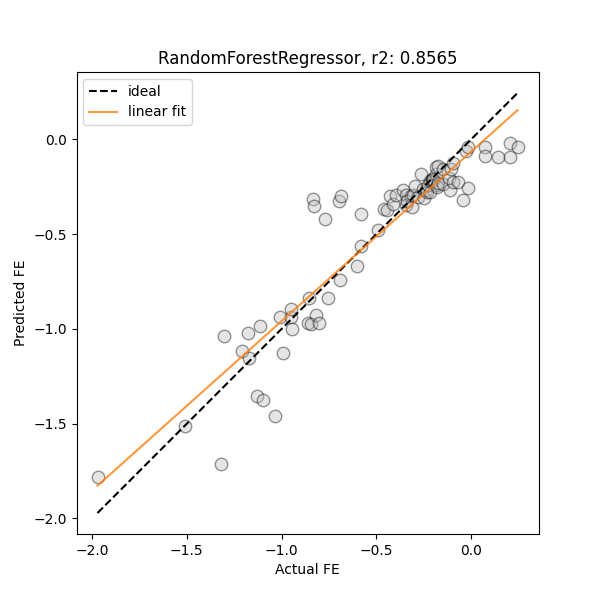 RandomForestRegressor, r2: 0.8565
ideal
linear fit
0.0
−0.5
−1.0
−1.5
−2.0
Predicted FE
−2.0 −1.5 −1.0 −0.5 0.0
Actual FE